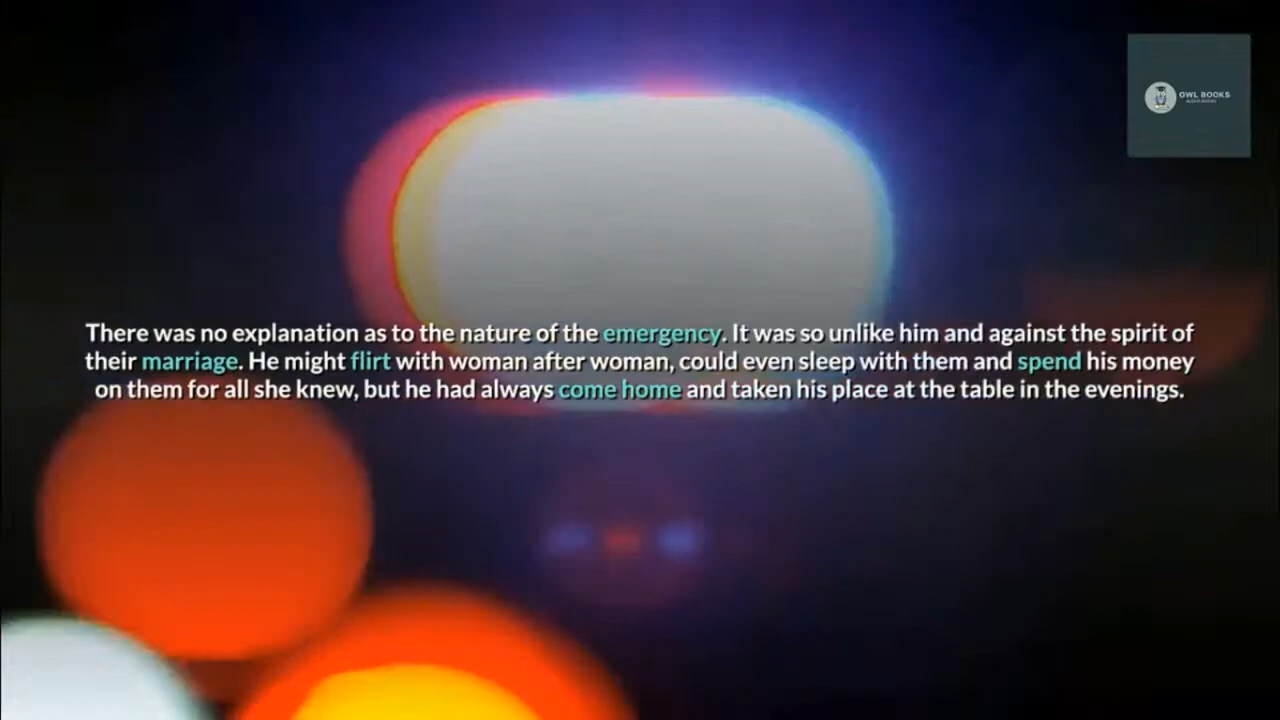 OWL BOOKS
There was no explanation as to the nature of the emergency. It was so unlike him and against the spirit of
their marriage. He might flirt with woman after woman, could even sleep with them and spend his money
on them for all she knew, but he had always come home and taken his place at the table in the evenings.